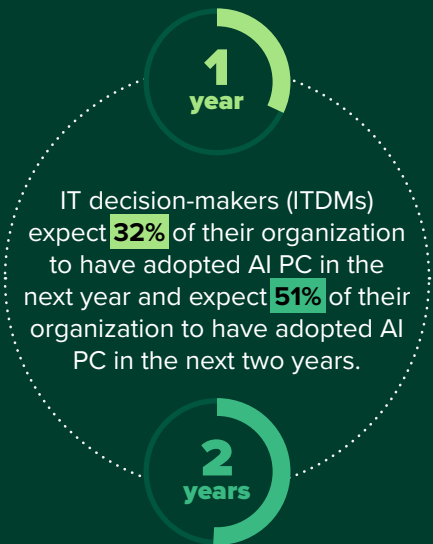 1
year
IT decision-makers (ITDMs)
expect 32% of their organization
to have adopted AI PC in the
next year and expect 51% of their
organization to have adopted AI
PC in the next two years.
2
years